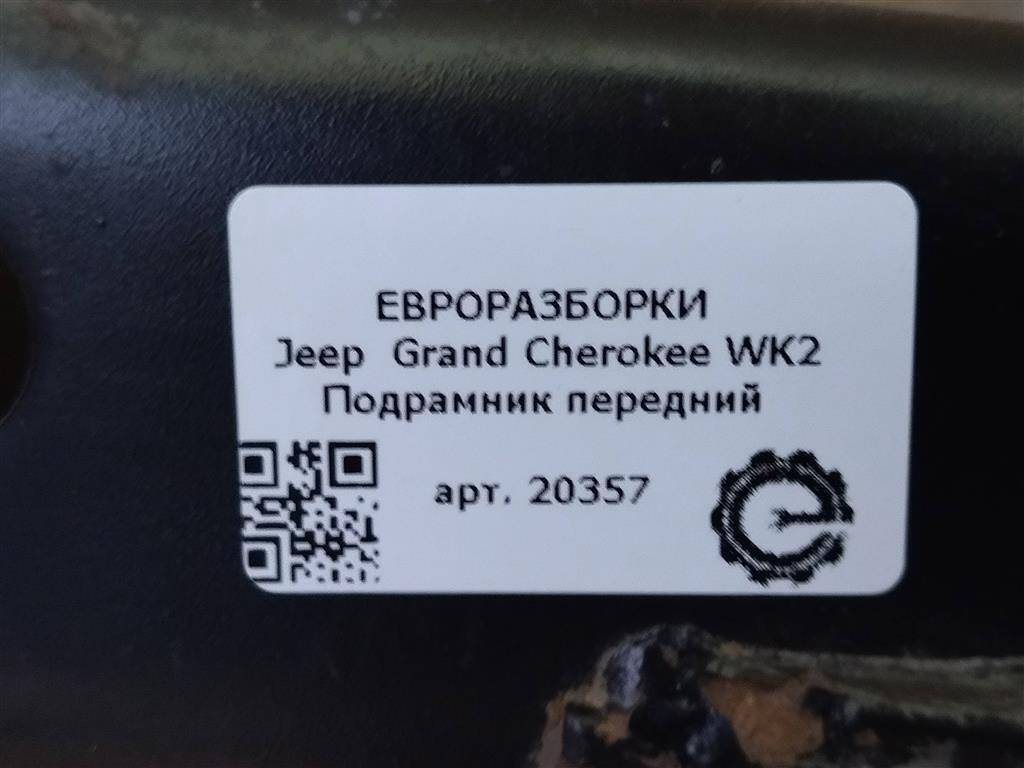 ЕВРОРАЗБОРКИ
Jeep Grand Cherokee WK2
Подрамник передний
арт. 20357